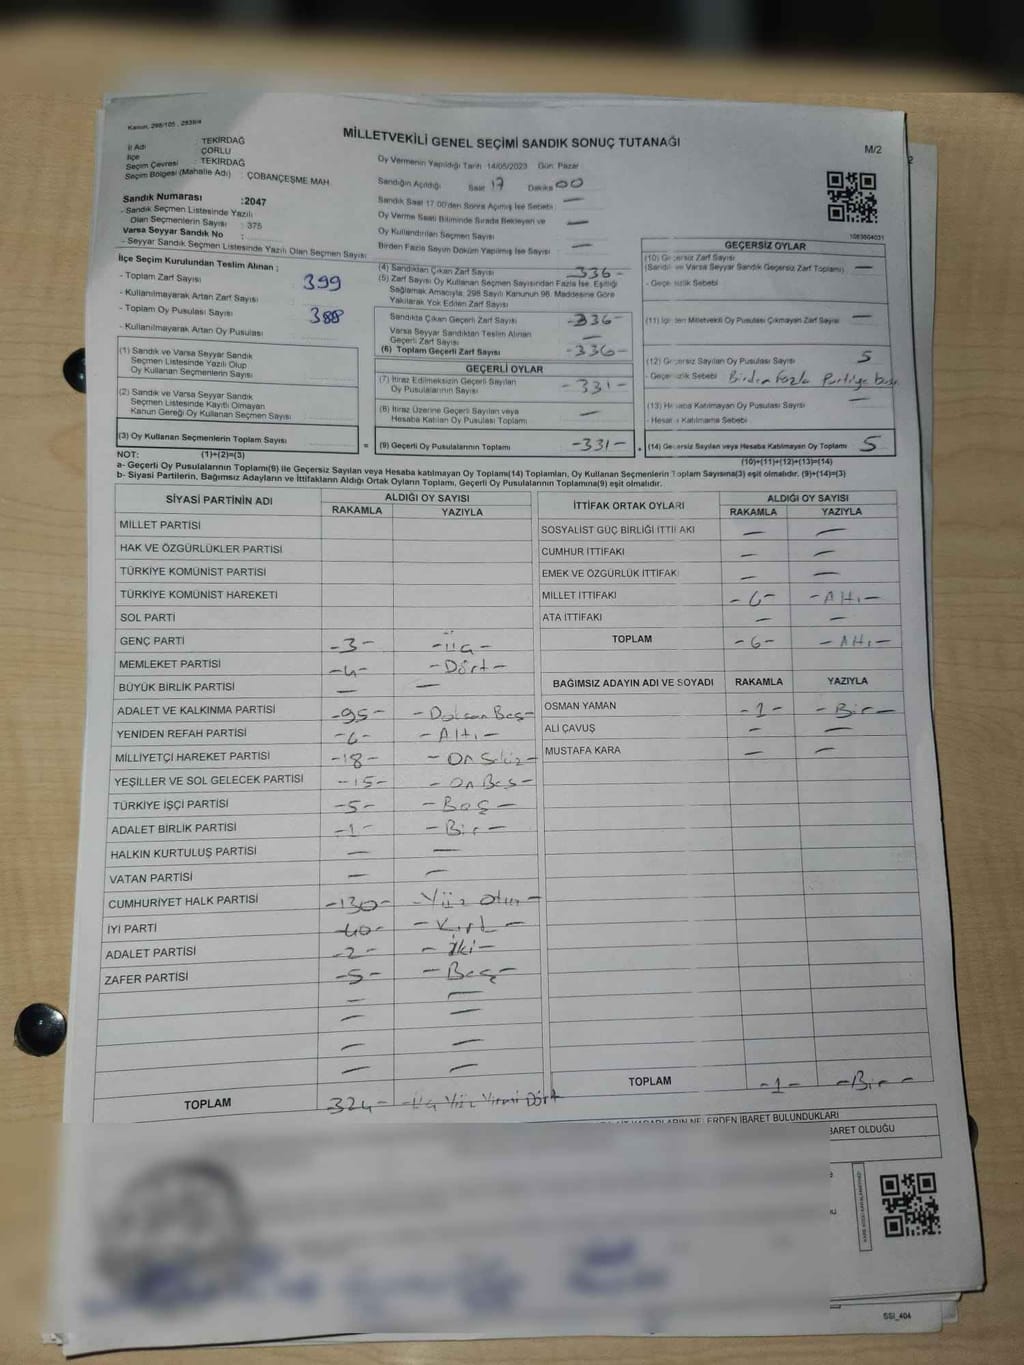 Kanun, 298/105 , 2839/4
MİLLETVEKİLİ GENEL SEÇİMİ SANDIK SONUÇ TUTANAĞI
M/2
İl Adı : TEKİRDAĞ
İlçe : ÇORLU
Seçim Çevresi : TEKİRDAĞ
Seçim Bölgesi (Mahalle Adı) : ÇOBANÇEŞME MAH.
Sandık Numarası :2047
- Sandık Seçmen Listesinde Yazılı
Olan Seçmenlerin Sayısı : 375
Varsa Seyyar Sandık No :
- Seyyar Sandık Seçmen Listesinde Yazılı Olan Seçmen Sayısı
Oy Vermenin Yapıldığı Tarih 14/05/2023 Gün: Pazar
Sandığın Açıldığı Saat 17 Dakika 00
Sandık Saat 17.00'den Sonra Açılmış İse Sebebi : —
Oy Verme Saati Bitiminde Sırada Bekleyen ve
Oy Kullandırılan Seçmen Sayısı —
Birden Fazla Sayım Döküm Yapılmış İse Sayısı —
1083604031
İlçe Seçim Kurulundan Teslim Alınan ;
- Toplam Zarf Sayısı : 399
- Kullanılmayarak Artan Zarf Sayısı :
- Toplam Oy Pusulası Sayısı : 388
- Kullanılmayarak Artan Oy Pusulası
(1) Sandık ve Varsa Seyyar Sandık
Seçmen Listesinde Yazılı Olup
Oy Kullanan Seçmenlerin Sayısı
(2) Sandık ve Varsa Seyyar Sandık
Seçmen Listesinde Kayıtlı Olmayan
Kanun Gereği Oy Kullanan Seçmen Sayısı
(3) Oy Kullanan Seçmenlerin Toplam Sayısı
(4) Sandıktan Çıkan Zarf Sayısı 336-
(5) Zarf Sayısı Oy Kullanan Seçmen Sayısından Fazla İse, Eşitliği
Sağlamak Amacıyla, 298 Sayılı Kanunun 98. Maddesine Göre
Yakılarak Yok Edilen Zarf Sayısı
Sandıkta Çıkan Geçerli Zarf Sayısı -336-
Varsa Seyyar Sandıktan Teslim Alınan
Geçerli Zarf Sayısı —
(6) Toplam Geçerli Zarf Sayısı -336-
GEÇERLİ OYLAR
(7) İtiraz Edilmeksizin Geçerli Sayılan
Oy Pusulalarının Sayısı -331-
(8) İtiraz Üzerine Geçerli Sayılan veya
Hesaba Katılan Oy Pusulası Toplamı —
= (9) Geçerli Oy Pusulalarının Toplamı -331-
GEÇERSİZ OYLAR
(10) Geçersiz Zarf Sayısı
(Sandık ve Varsa Seyyar Sandık Geçersiz Zarf Toplamı) —
- Geçersizlik Sebebi
(11) İçinden Milletvekili Oy Pusulası Çıkmayan Zarf Sayısı —
(12) Geçersiz Sayılan Oy Pusulası Sayısı 5
- Geçersizlik Sebebi Birden Fazla Partiye
(13) Hesaba Katılmayan Oy Pusulası Sayısı —
- Hesaba Katılmama Sebebi
(14) Geçersiz Sayılan veya Hesaba Katılmayan Oy Toplamı 5
NOT: (1)+(2)=(3)
(10)+(11)+(12)+(13)=(14)
a- Geçerli Oy Pusulalarının Toplamı(9) ile Geçersiz Sayılan veya Hesaba katılmayan Oy Toplamı(14) Toplamları, Oy Kullanan Seçmenlerin Toplam Sayısına(3) eşit olmalıdır. (9)+(14)=(3)
b- Siyasi Partilerin, Bağımsız Adayların ve İttifakların Aldığı Ortak Oyların Toplamı, Geçerli Oy Pusulalarının Toplamına(9) eşit olmalıdır.
SİYASİ PARTİNİN ADI ALDIĞI OY SAYISI
RAKAMLA YAZIYLA
MİLLET PARTİSİ
HAK VE ÖZGÜRLÜKLER PARTİSİ
TÜRKİYE KOMÜNİST PARTİSİ
TÜRKİYE KOMÜNİST HAREKETİ
SOL PARTİ
GENÇ PARTİ -3- -Üç-
MEMLEKET PARTİSİ -4- -Dört-
BÜYÜK BİRLİK PARTİSİ — —
ADALET VE KALKINMA PARTİSİ -95- -Doksan Beş-
YENİDEN REFAH PARTİSİ -6- -Altı-
MİLLİYETÇİ HAREKET PARTİSİ -18- -On Sekiz-
YEŞİLLER VE SOL GELECEK PARTİSİ -15- -On Beş-
TÜRKİYE İŞÇİ PARTİSİ -5- -Beş-
ADALET BİRLİK PARTİSİ -1- -Bir-
HALKIN KURTULUŞ PARTİSİ — —
VATAN PARTİSİ — —
CUMHURİYET HALK PARTİSİ -130- -Yüz Otuz-
İYİ PARTİ -40- -Kırk-
ADALET PARTİSİ -2- -İki-
ZAFER PARTİSİ -5- -Beş-
— —
— —
— —
— —
TOPLAM 324- -Üç Yüz Yirmi Dört
İTTİFAK ORTAK OYLARI ALDIĞI OY SAYISI
RAKAMLA YAZIYLA
SOSYALİST GÜÇ BİRLİĞİ İTTİFAKI — —
CUMHUR İTTİFAKI — —
EMEK VE ÖZGÜRLÜK İTTİFAKI — —
MİLLET İTTİFAKI -6- -Altı-
ATA İTTİFAKI — —
TOPLAM -6- -Altı-
BAĞIMSIZ ADAYIN ADI VE SOYADI RAKAMLA YAZIYLA
OSMAN YAMAN -1- -Bir-
ALİ ÇAVUŞ — —
MUSTAFA KARA — —
TOPLAM -1- -Bir-
NELERDEN İBARET BULUNDUKLARI
İBARET OLDUĞU
SSI_404